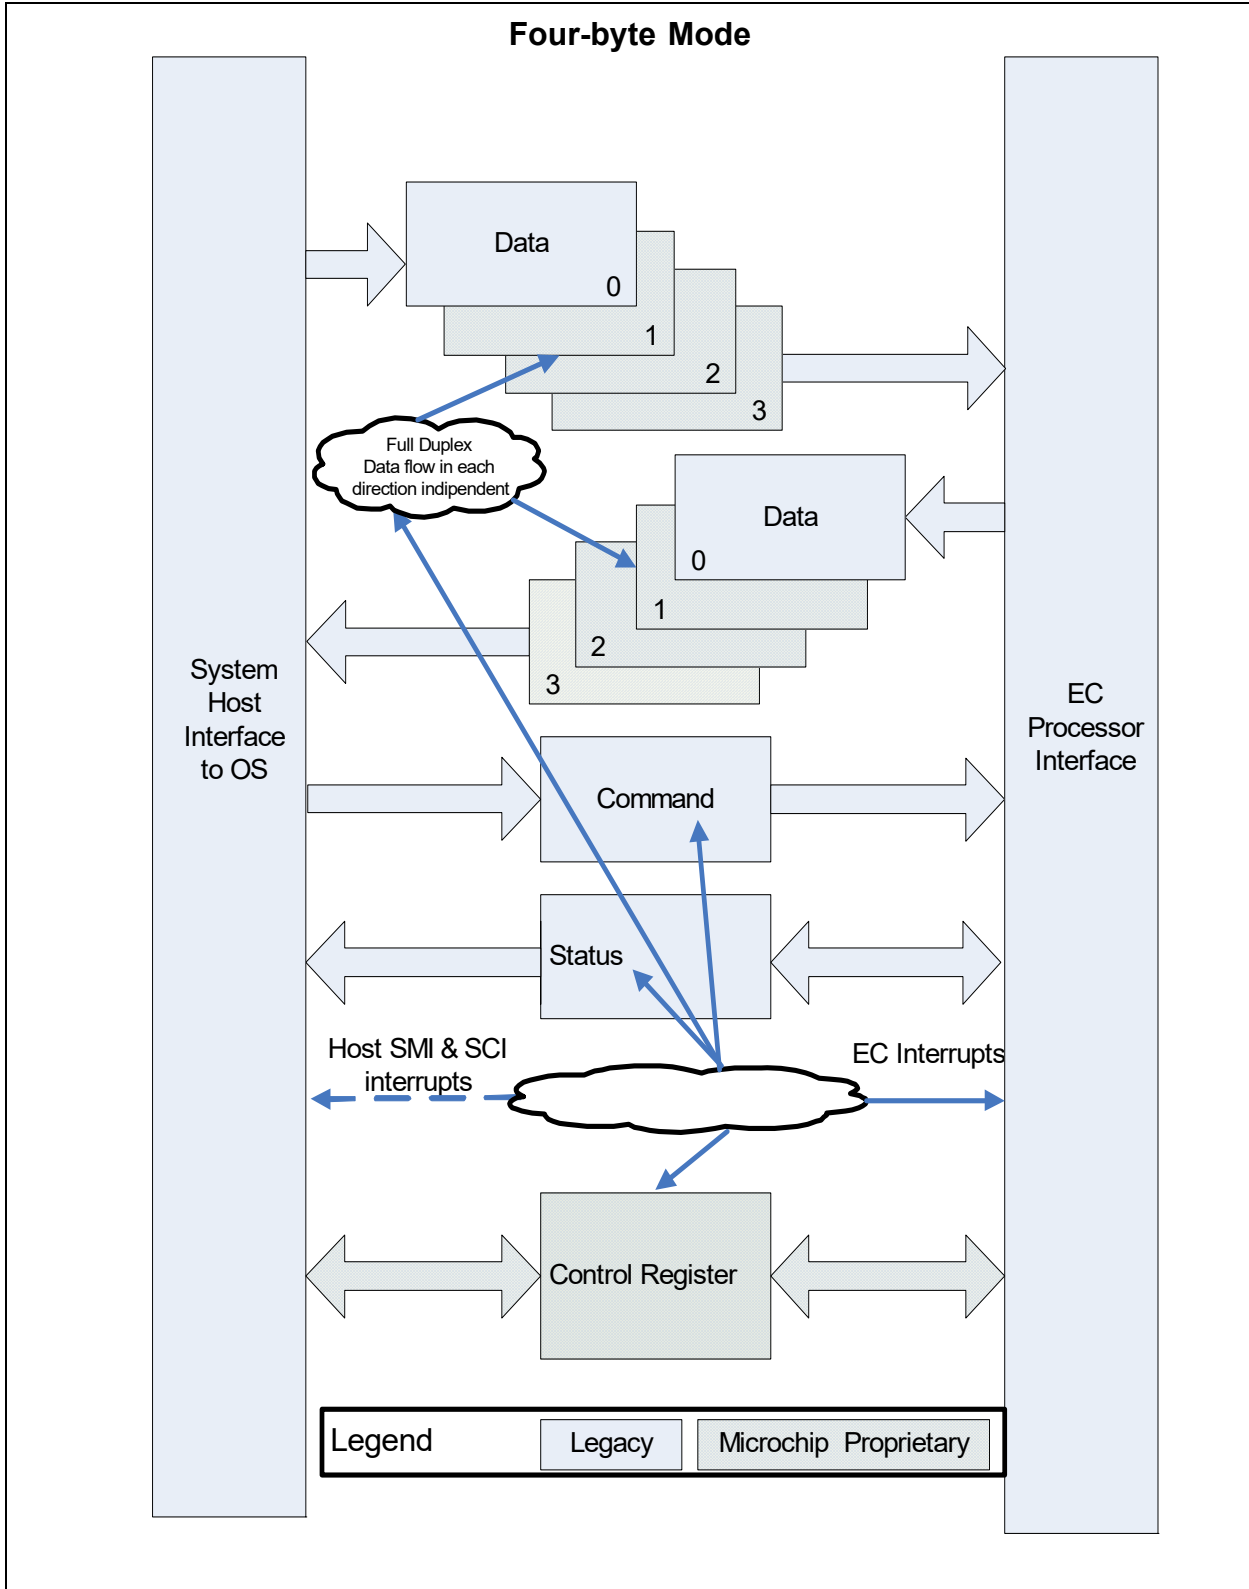 Four-byte Mode
Data
0
1
2
3
Full Duplex
Data flow in each
direction indipendent
Data
0
1
2
3
System
Host
Interface
to OS
EC
Processor
Interface
Command
Status
Host SMI & SCI
interrupts
EC Interrupts
Control Register
Legend
Legacy
Microchip Proprietary